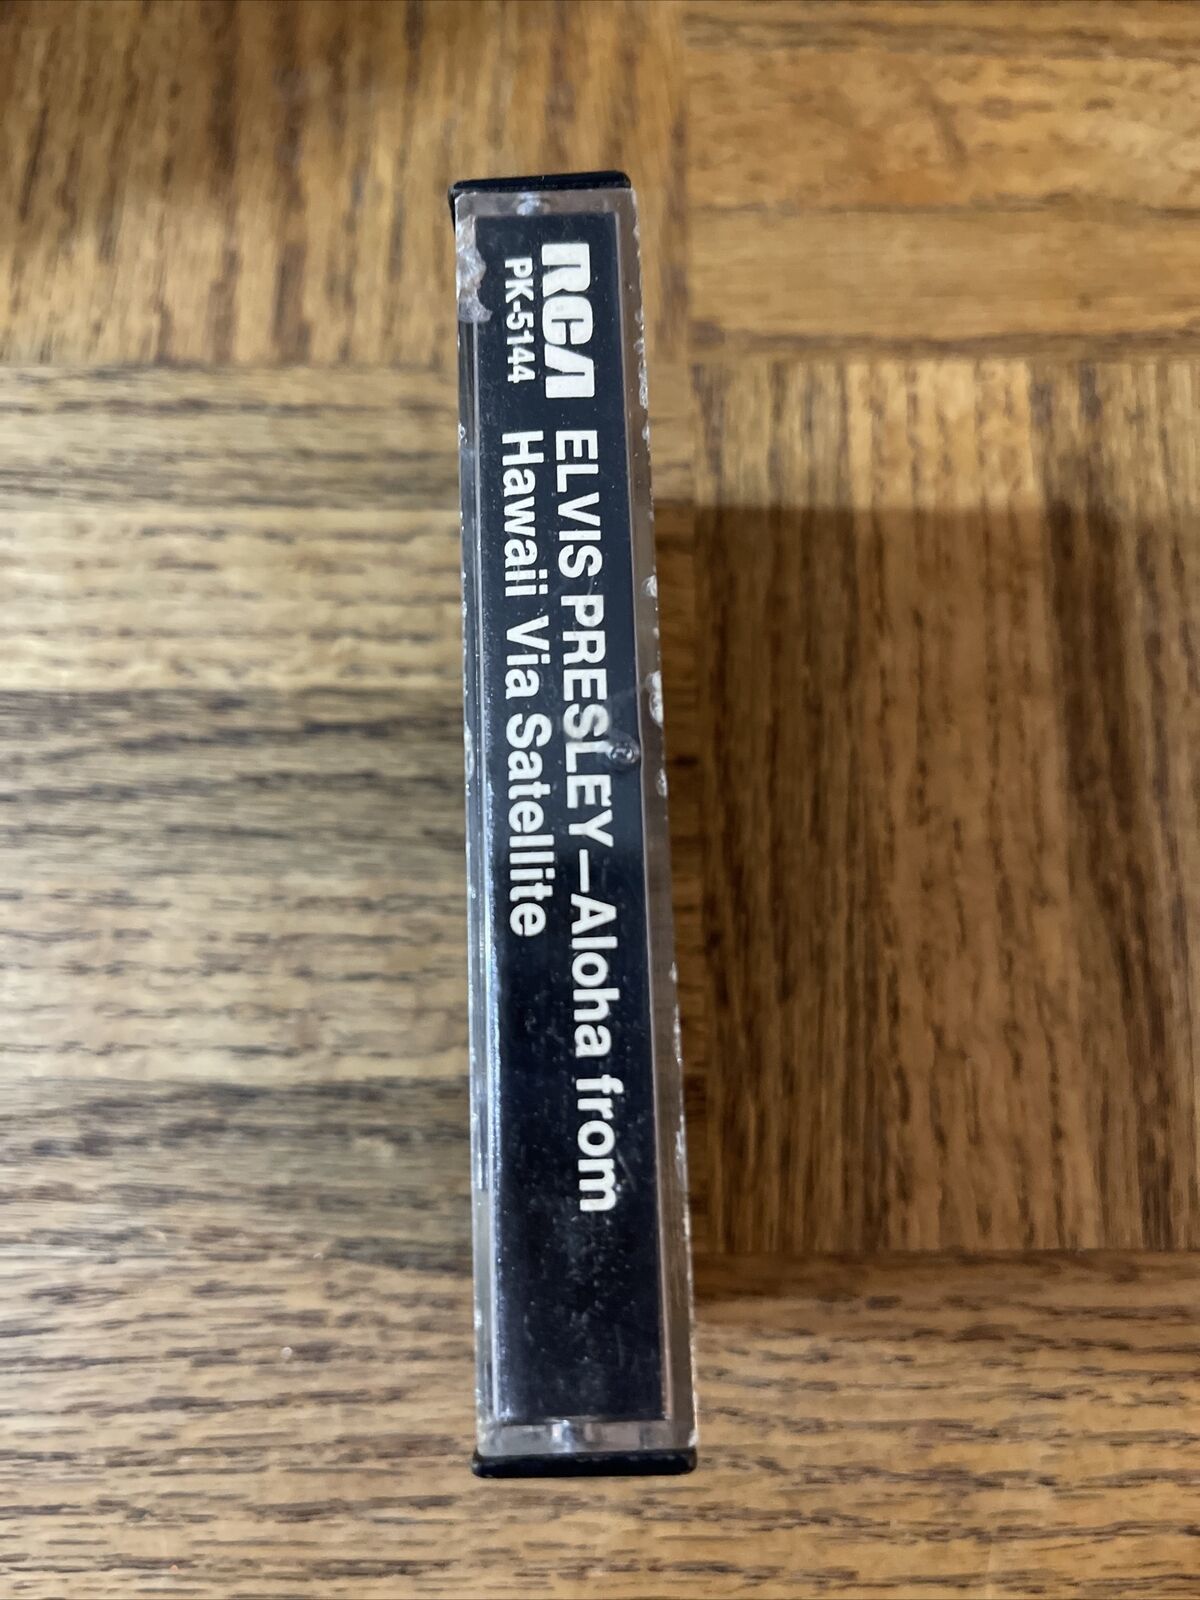 RCA
PK-5144
ELVIS PRESLEY—Aloha from
Hawaii Via Satellite